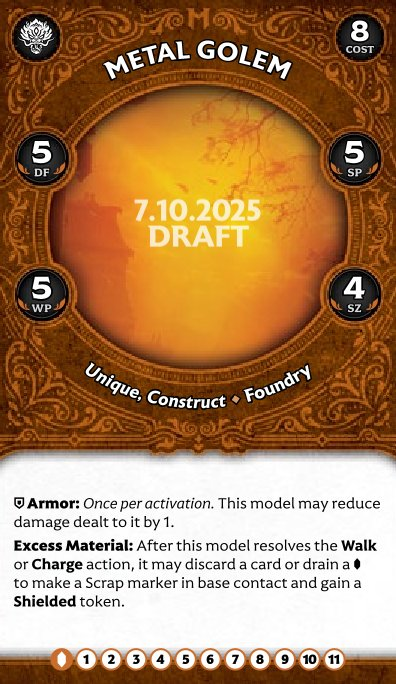 METAL GOLEM
8
COST
5
DF
5
SP
7.10.2025
DRAFT
5
WP
4
SZ
Unique, Construct ◆ Foundry
Armor: Once per activation. This model may reduce
damage dealt to it by 1.
Excess Material: After this model resolves the Walk
or Charge action, it may discard a card or drain a
to make a Scrap marker in base contact and gain a
Shielded token.
1 2 3 4 5 6 7 8 9 10 11